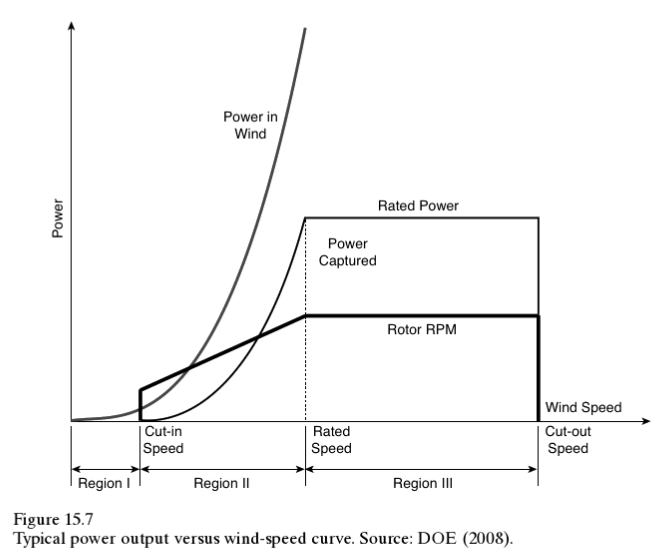 Power in
Wind
Power
Rated Power
Power
Captured
Rotor RPM
Wind Speed
Cut-in
Speed
Rated
Speed
Cut-out
Speed
Region I
Region II
Region III
Figure 15.7
Typical power output versus wind-speed curve. Source: DOE (2008).